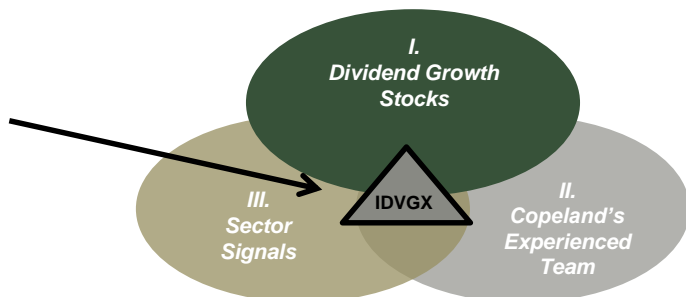 I.
Dividend Growth
Stocks
IDVGX
III.
Sector
Signals
II.
Copeland’s
Experienced
Team